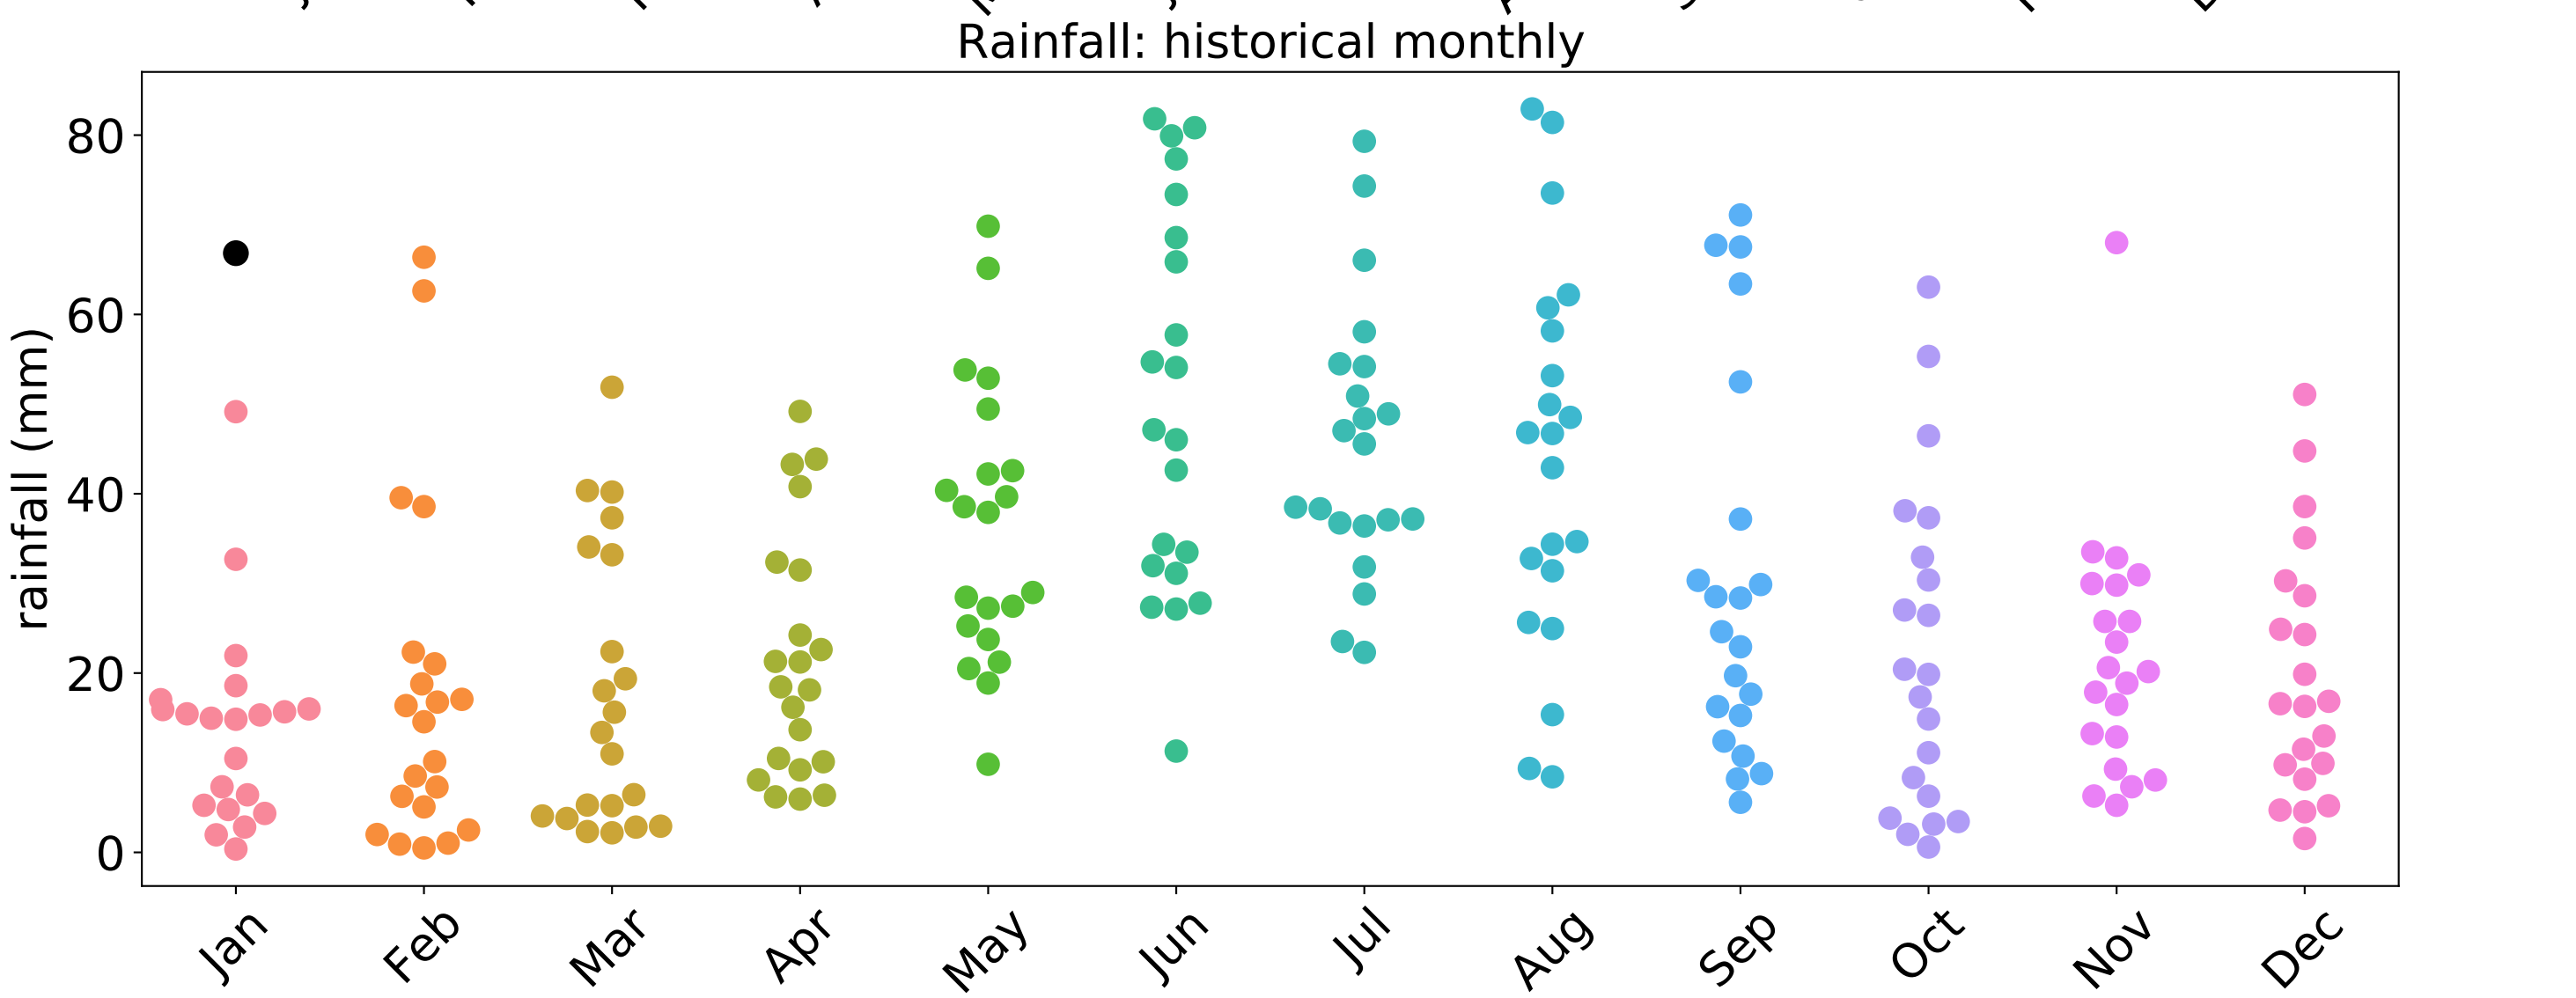 Rainfall: historical monthly
80
60
40
20
0
rainfall (mm)
Jan
Feb
Mar
Apr
May
Jun
Jul
Aug
Sep
Oct
Nov
Dec